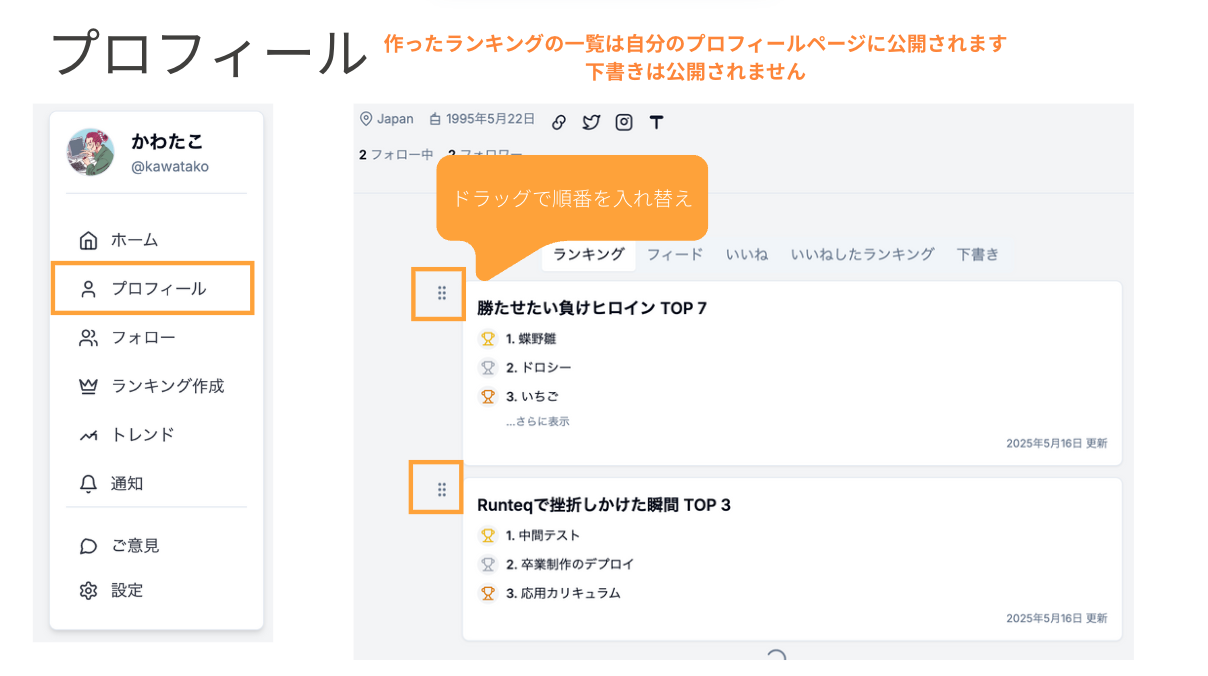 プロフィール
作ったランキングの一覧は自分のプロフィールページに公開されます
下書きは公開されません
かわたこ
@kawatako
ホーム
プロフィール
フォロー
ランキング作成
トレンド
通知
ご意見
設定
Japan 1995年5月22日
2 フォロー中 2 フォロワー
ドラッグで順番を入れ替え
ランキング フィード いいね いいねしたランキング 下書き
勝たせたい負けヒロイン TOP 7
1. 蝶野雛
2. ドロシー
3. いちご
...さらに表示
2025年5月16日 更新
Runteqで挫折しかけた瞬間 TOP 3
1. 中間テスト
2. 卒業制作のデプロイ
3. 応用カリキュラム
2025年5月16日 更新